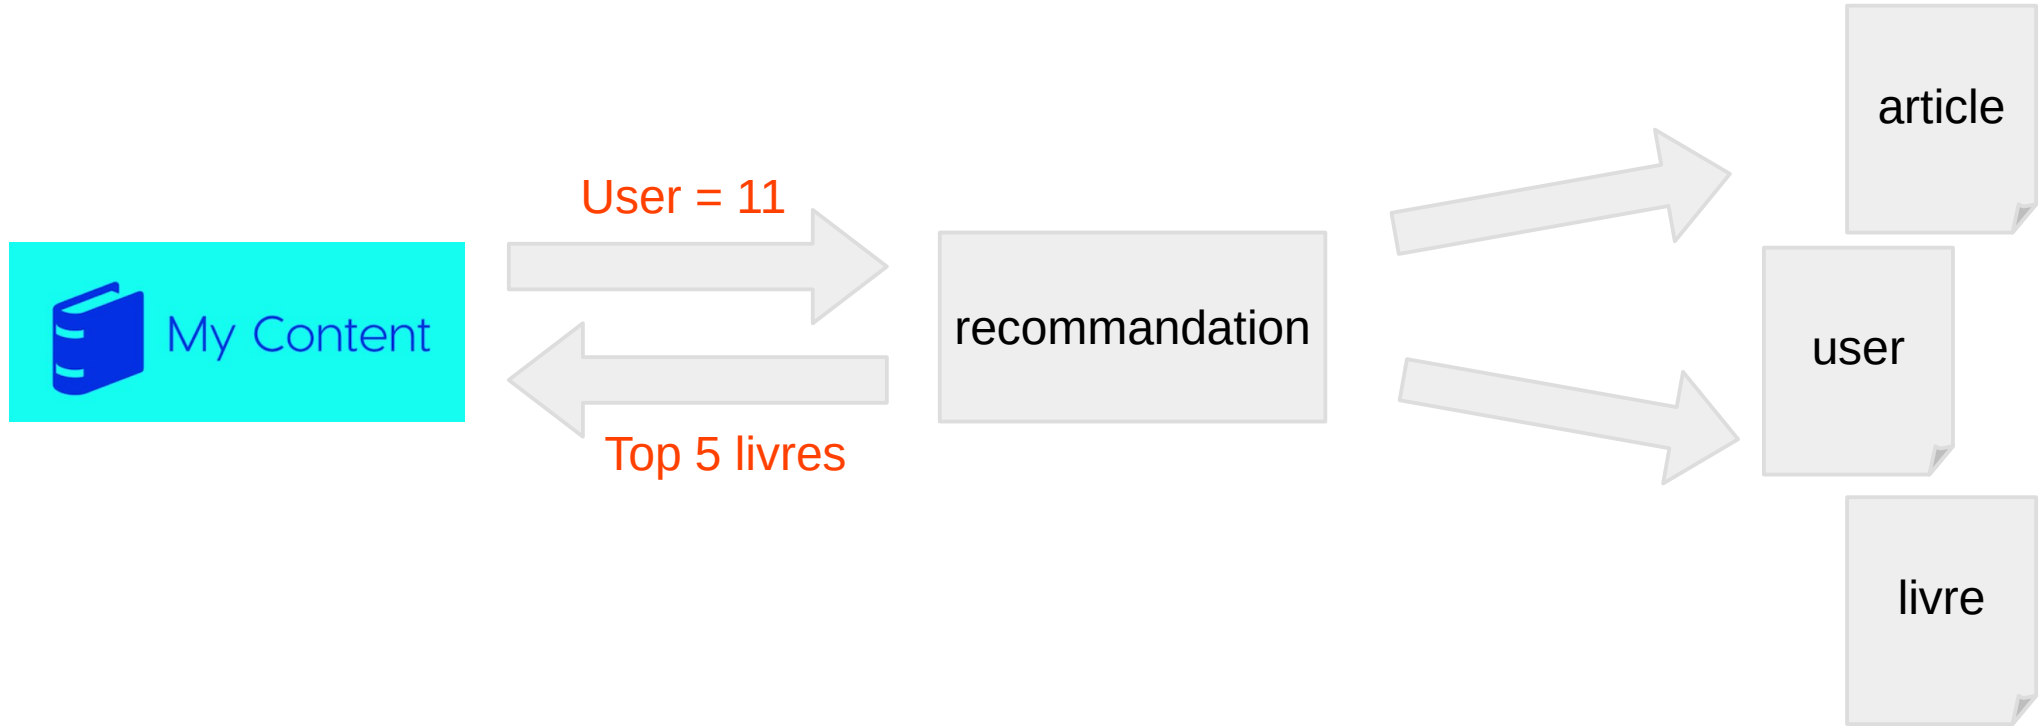 User = 11
My Content
recommandation
Top 5 livres
article
user
livre